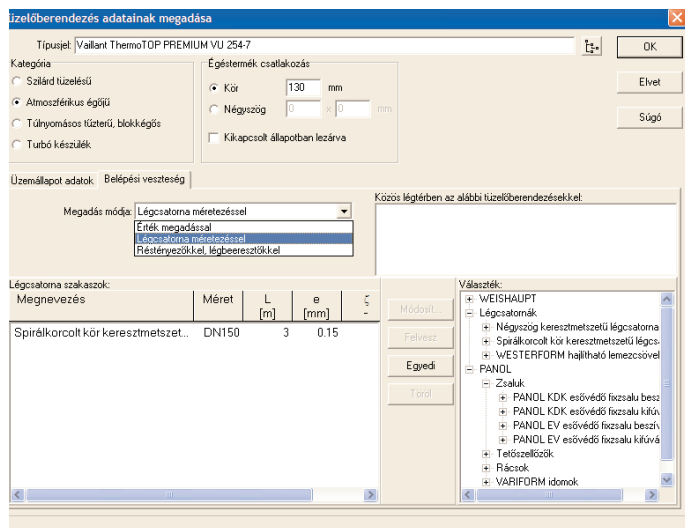 üzelőberendezés adatainak megadása
Típusjel: Vaillant ThermoTOP PREMIUM VU 254-7
OK
Kategória
Szilárd tüzelésű
Atmoszférikus égőjű
Túlnyomásos tűzterű, blokkégős
Turbó készülék
Égéstermék csatlakozás
Kör 130 mm
Négyszög 0 x 0 mm
Kikapcsolt állapotban lezárva
Elvet
Súgó
Üzemállapot adatok Belépési veszteség
Megadás módja: Légcsatorna méretezéssel
Érték megadással
Légcsatorna méretezéssel
Réstényezőkkel, légbeeresztőkkel
Közös légtérben az alábbi tüzelőberendezésekkel:
Légcsatorna szakaszok:
Megnevezés Méret L e ζ
[m] [mm] -
Spirálkorcolt kör keresztmetszet... DN150 3 0.15
Módosít...
Felvesz
Egyedi
Töröl
Választék:
WEISHAUPT
Légcsatornák
Négyszög keresztmetszetű légcsatorna
Spirálkorcolt kör keresztmetszetű légcs.
WESTERFORM hajlítható lemezcsövel
PANOL
Zsaluk
PANOL KDK esővédő fixzsalu besz
PANOL KDK esővédő fixzsalu kifúv
PANOL EV esővédő fixzsalu beszív
PANOL EV esővédő fixzsalu kifúvá
Tetőszellőzők
Rácsok
VARIFORM idomok